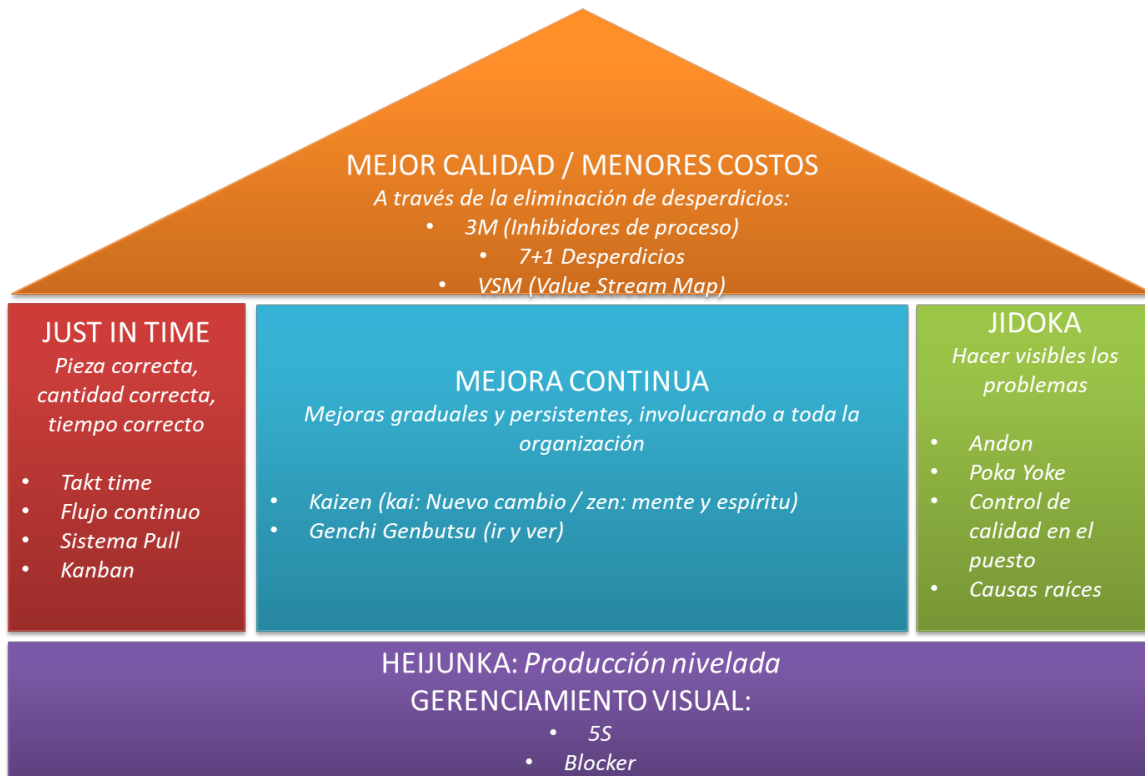 MEJOR CALIDAD / MENORES COSTOS
A través de la eliminación de desperdicios:
• 3M (Inhibidores de proceso)
• 7+1 Desperdicios
• VSM (Value Stream Map)
JUST IN TIME
Pieza correcta,
cantidad correcta,
tiempo correcto
• Takt time
• Flujo continuo
• Sistema Pull
• Kanban
MEJORA CONTINUA
Mejoras graduales y persistentes, involucrando a toda la
organización
• Kaizen (kai: Nuevo cambio / zen: mente y espíritu)
• Genchi Genbutsu (ir y ver)
JIDOKA
Hacer visibles los
problemas
• Andon
• Poka Yoke
• Control de
calidad en el
puesto
• Causas raíces
HEIJUNKA: Producción nivelada
GERENCIAMIENTO VISUAL:
• 5S
• Blocker